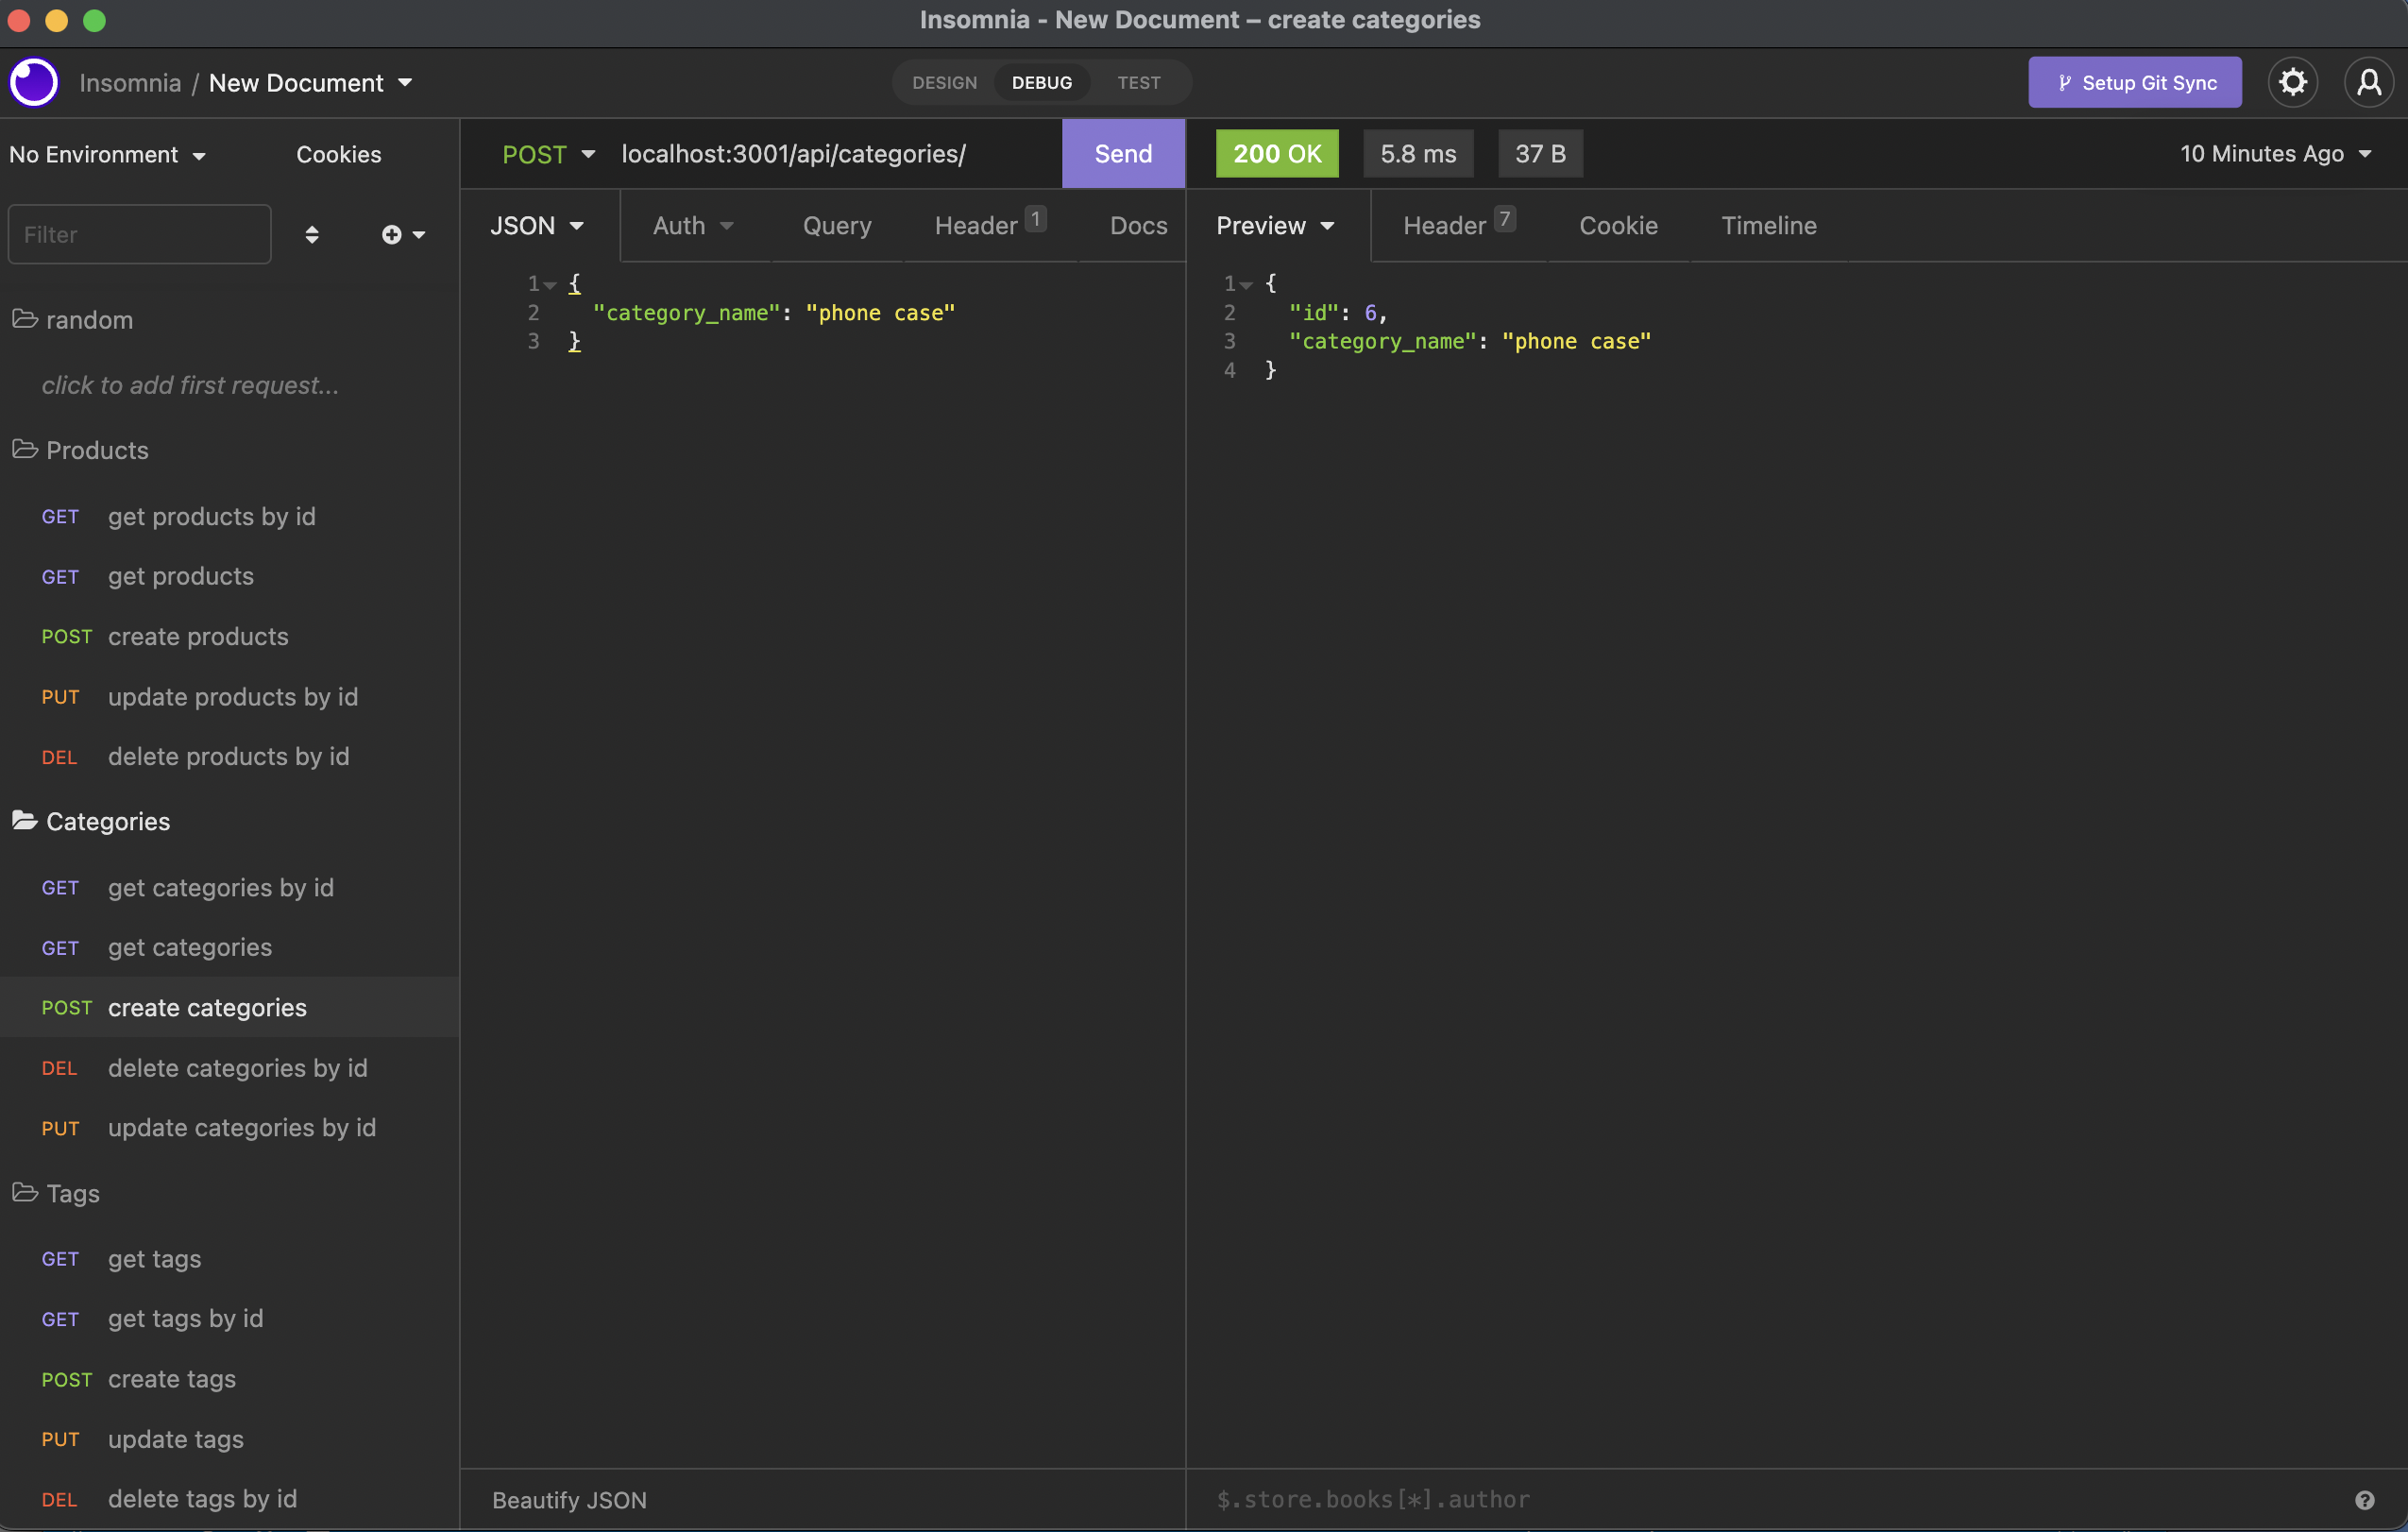 Insomnia - New Document – create categories
Insomnia / New Document
DESIGN DEBUG TEST
Setup Git Sync
No Environment
Cookies
Filter
random
click to add first request...
Products
GET get products by id
GET get products
POST create products
PUT update products by id
DEL delete products by id
Categories
GET get categories by id
GET get categories
POST create categories
DEL delete categories by id
PUT update categories by id
Tags
GET get tags
GET get tags by id
POST create tags
PUT update tags
DEL delete tags by id
POST localhost:3001/api/categories/ Send
JSON Auth Query Header 1 Docs
1 {
2 "category_name": "phone case"
3 }
Beautify JSON
200 OK 5.8 ms 37 B 10 Minutes Ago
Preview Header 7 Cookie Timeline
1 {
2 "id": 6,
3 "category_name": "phone case"
4 }
$.store.books[*].author